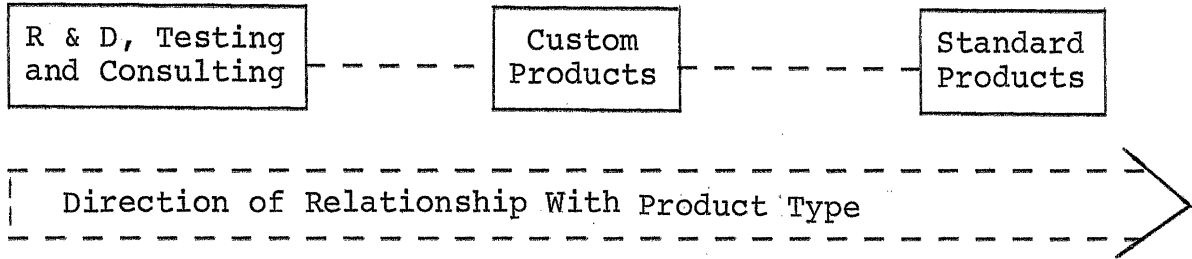 R & D, Testing
and Consulting
Custom
Products
Standard
Products
Direction of Relationship With Product Type